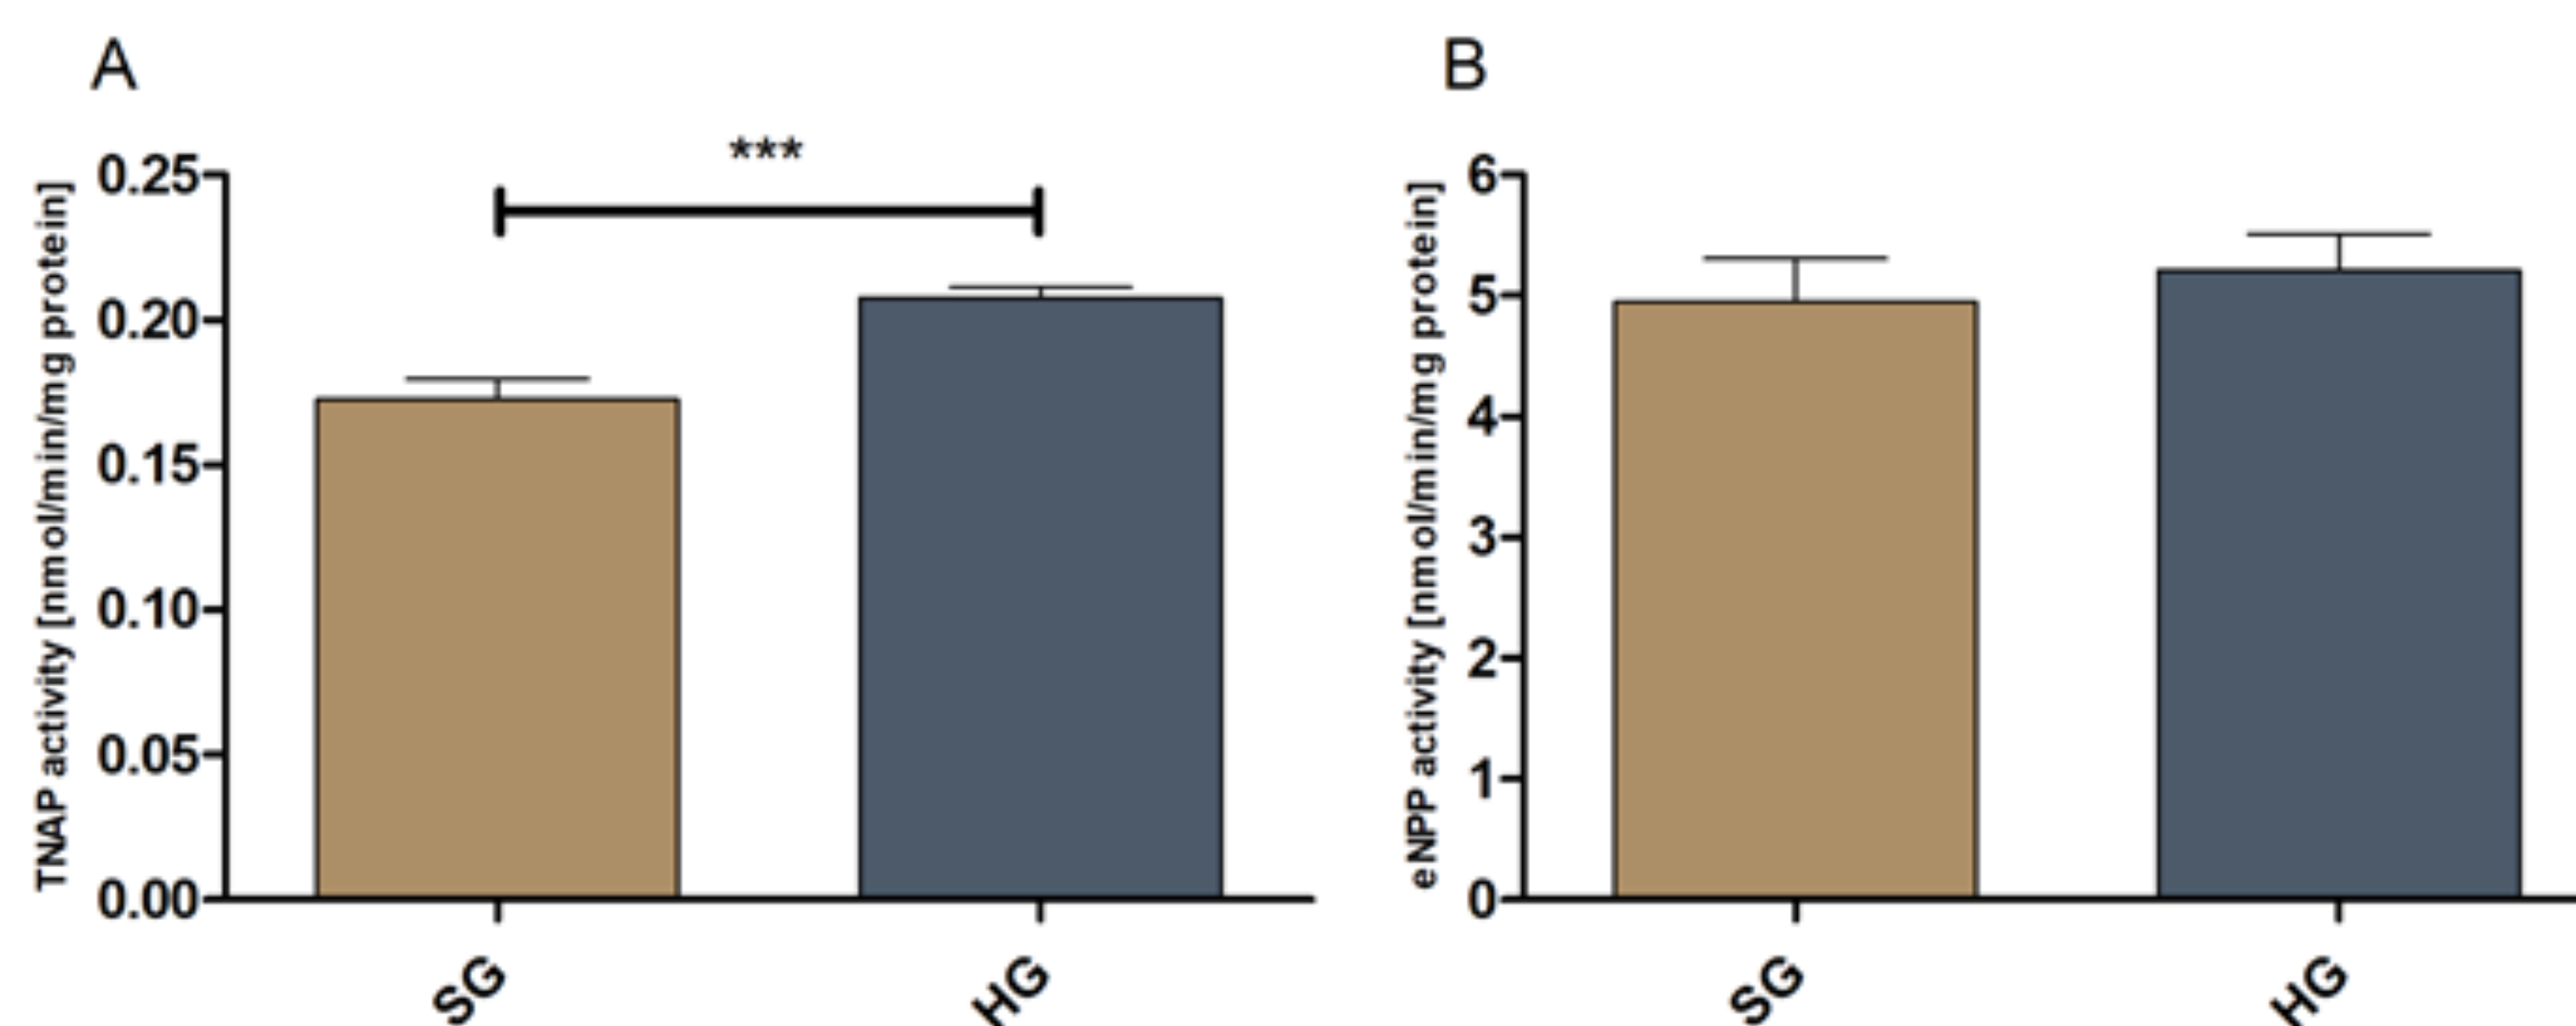 A
***
TNAP activity [nmol/min/mg protein]
0.25
0.20
0.15
0.10
0.05
0.00
SG
HG
B
eNPP activity [nmol/min/mg protein]
6
5
4
3
2
1
0
SG
HG